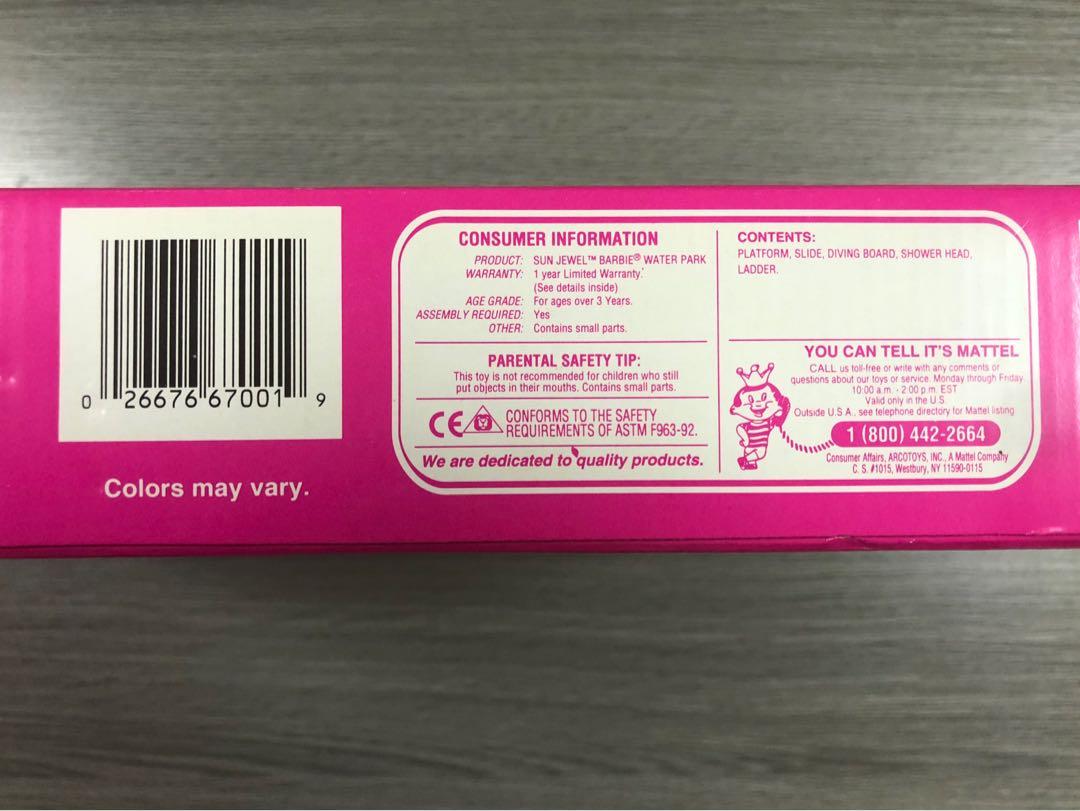 0 26676 67001 9
Colors may vary.
CONSUMER INFORMATION
PRODUCT: SUN JEWEL™ BARBIE® WATER PARK
WARRANTY: 1 year Limited Warranty.
(See details inside)
AGE GRADE: For ages over 3 Years.
ASSEMBLY REQUIRED: Yes
OTHER: Contains small parts.
PARENTAL SAFETY TIP:
This toy is not recommended for children who still
put objects in their mouths. Contains small parts.
CE CONFORMS TO THE SAFETY
REQUIREMENTS OF ASTM F963-92.
We are dedicated to quality products.
CONTENTS:
PLATFORM, SLIDE, DIVING BOARD, SHOWER HEAD,
LADDER.
YOU CAN TELL IT'S MATTEL
CALL us toll-free or write with any comments or
questions about our toys or service. Monday through Friday
10:00 a.m. - 2:00 p.m. EST
Valid only in the U.S.
Outside U.S.A., see telephone directory for Mattel listing
1 (800) 442-2664
Consumer Affairs, ARCOTOYS, INC., A Mattel Company
C. S. #1015, Westbury, NY 11590-0115